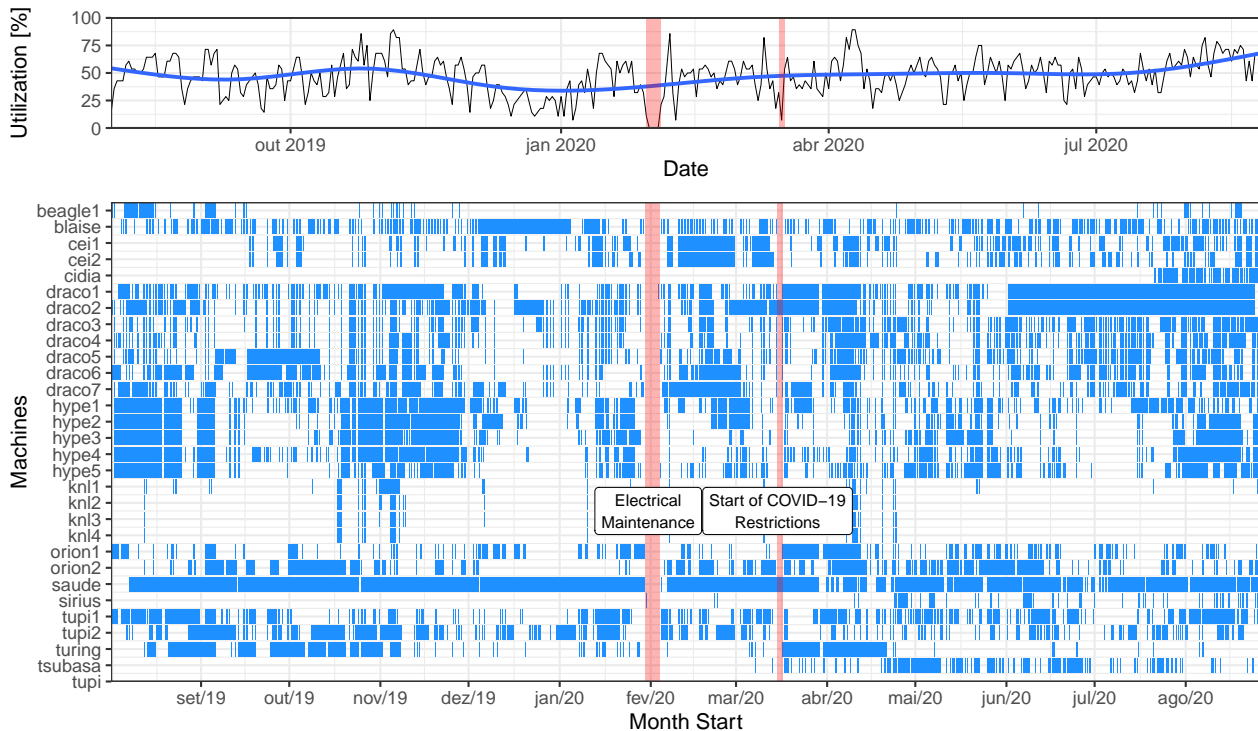 Utilization [%]
100
75
50
25
0
out 2019
jan 2020
abr 2020
jul 2020
Date
Machines
beagle1
blaise
cei1
cei2
cidia
draco1
draco2
draco3
draco4
draco5
draco6
draco7
hype1
hype2
hype3
hype4
hype5
knl1
knl2
knl3
knl4
orion1
orion2
saude
sirius
tupi1
tupi2
turing
tsubasa
tupi
Electrical
Maintenance
Start of COVID−19
Restrictions
set/19
out/19
nov/19
dez/19
jan/20
fev/20
mar/20
abr/20
mai/20
jun/20
jul/20
ago/20
Month Start